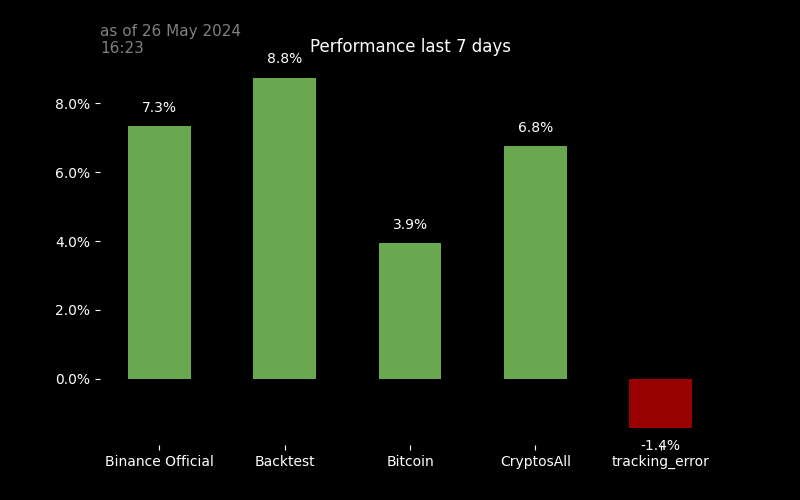 as of 26 May 2024
16:23
Performance last 7 days
8.8%
7.3%
6.8%
3.9%
-1.4%
8.0%
6.0%
4.0%
2.0%
0.0%
Binance Official
Backtest
Bitcoin
CryptosAll
tracking_error